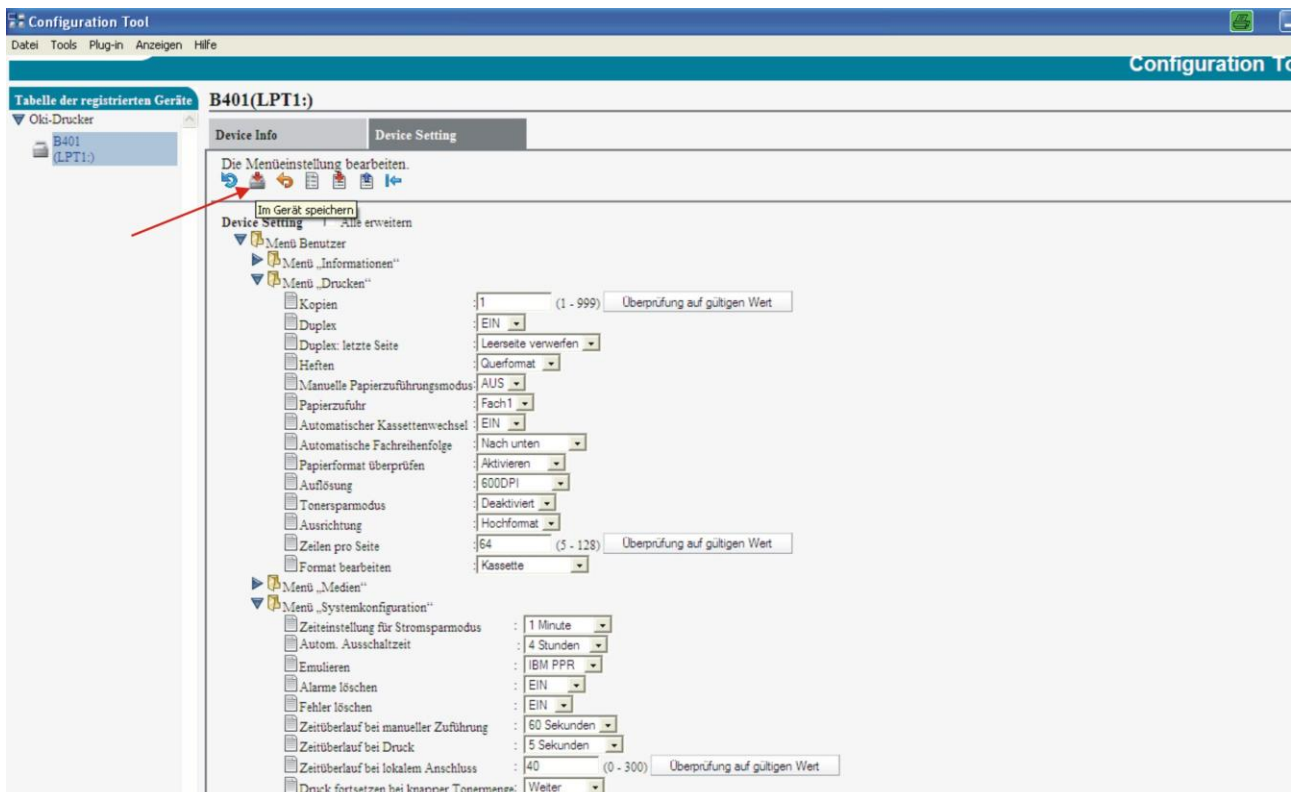 Configuration Tool
Datei Tools Plug-in Anzeigen Hilfe
Configuration To
Tabelle der registrierten Geräte
Oki-Drucker
B401
(LPT1:)
B401(LPT1:)
Device Info Device Setting
Die Menüeinstellung bearbeiten.
Im Gerät speichern
Device Setting | Alle erweitern
Menü Benutzer
Menü „Informationen“
Menü „Drucken“
Kopien :1 (1 - 999) Überprüfung auf gültigen Wert
Duplex :EIN
Duplex: letzte Seite :Leerseite verwerfen
Heften :Querformat
Manuelle Papierzuführungsmodus:AUS
Papierzufuhr :Fach1
Automatischer Kassettenwechsel :EIN
Automatische Fachreihenfolge :Nach unten
Papierformat überprüfen :Aktivieren
Auflösung :600DPI
Tonersparmodus :Deaktiviert
Ausrichtung :Hochformat
Zeilen pro Seite :64 (5 - 128) Überprüfung auf gültigen Wert
Format bearbeiten :Kassette
Menü „Medien“
Menü „Systemkonfiguration“
Zeiteinstellung für Stromsparmodus : 1 Minute
Autom. Ausschaltzeit : 4 Stunden
Emulieren : IBM PPR
Alarme löschen : EIN
Fehler löschen : EIN
Zeitüberlauf bei manueller Zuführung : 60 Sekunden
Zeitüberlauf bei Druck : 5 Sekunden
Zeitüberlauf bei lokalem Anschluss : 40 (0 - 300) Überprüfung auf gültigen Wert
Druck fortsetzen bei knapper Tonermenge: Weiter